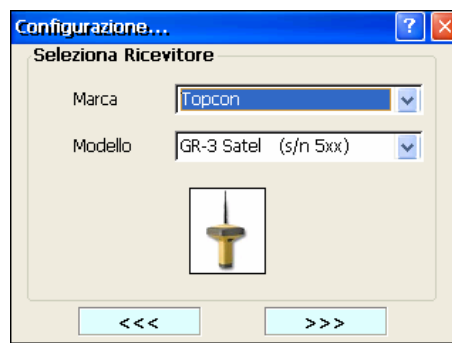 Configurazione...
?
Seleziona Ricevitore
Marca Topcon
Modello GR-3 Satel (s/n 5xx)
<<< >>>